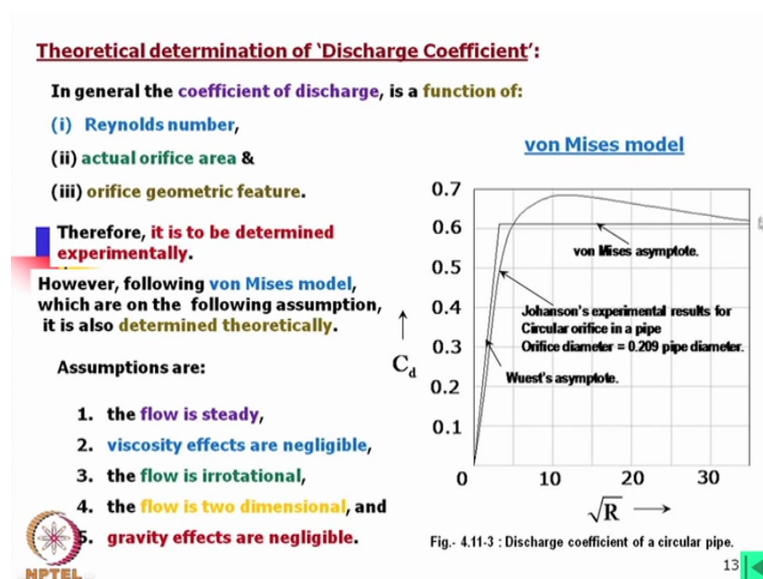 Theoretical determination of ‘Discharge Coefficient’:
In general the coefficient of discharge, is a function of:
(i) Reynolds number,
(ii) actual orifice area &
(iii) orifice geometric feature.
Therefore, it is to be determined
experimentally.
However, following von Mises model,
which are on the following assumption,
it is also determined theoretically.
Assumptions are:
1. the flow is steady,
2. viscosity effects are negligible,
3. the flow is irrotational,
4. the flow is two dimensional, and
5. gravity effects are negligible.
NPTEL
von Mises model
0.7
0.6
0.5
0.4
0.3
0.2
0.1
Cd
von Mises asymptote.
Johanson's experimental results for
Circular orifice in a pipe
Orifice diameter = 0.209 pipe diameter.
Wuest's asymptote.
0 10 20 30
√R
Fig.- 4.11-3 : Discharge coefficient of a circular pipe.
13